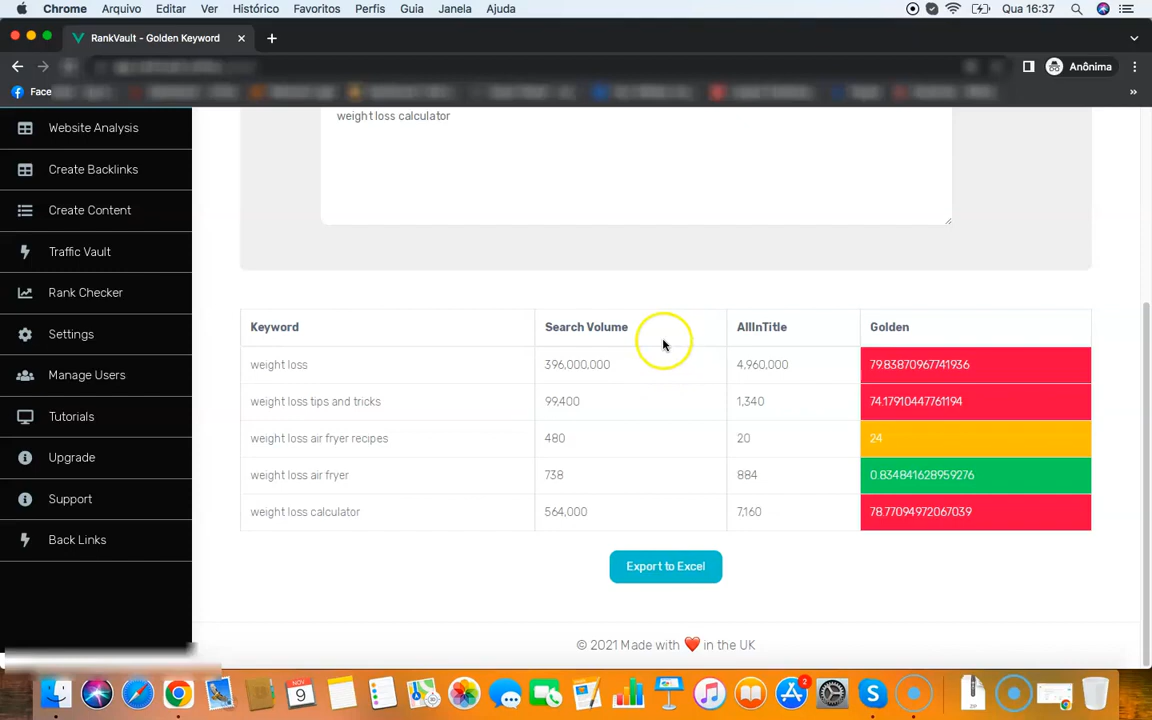 Chrome Arquivo Editar Ver Histórico Favoritos Perfis Guia Janela Ajuda Qua 16:37
RankVault - Golden Keyword
Anônima
Face
Website Analysis
Create Backlinks
Create Content
Traffic Vault
Rank Checker
Settings
Manage Users
Tutorials
Upgrade
Support
Back Links
weight loss calculator
Keyword Search Volume AllInTitle Golden
weight loss 396,000,000 4,960,000 79.83870967741936
weight loss tips and tricks 99,400 1,340 74.17910447761194
weight loss air fryer recipes 480 20 24
weight loss air fryer 738 884 0.834841628959276
weight loss calculator 564,000 7,160 78.77094972067039
Export to Excel
© 2021 Made with ❤️ in the UK
NOV
9
2